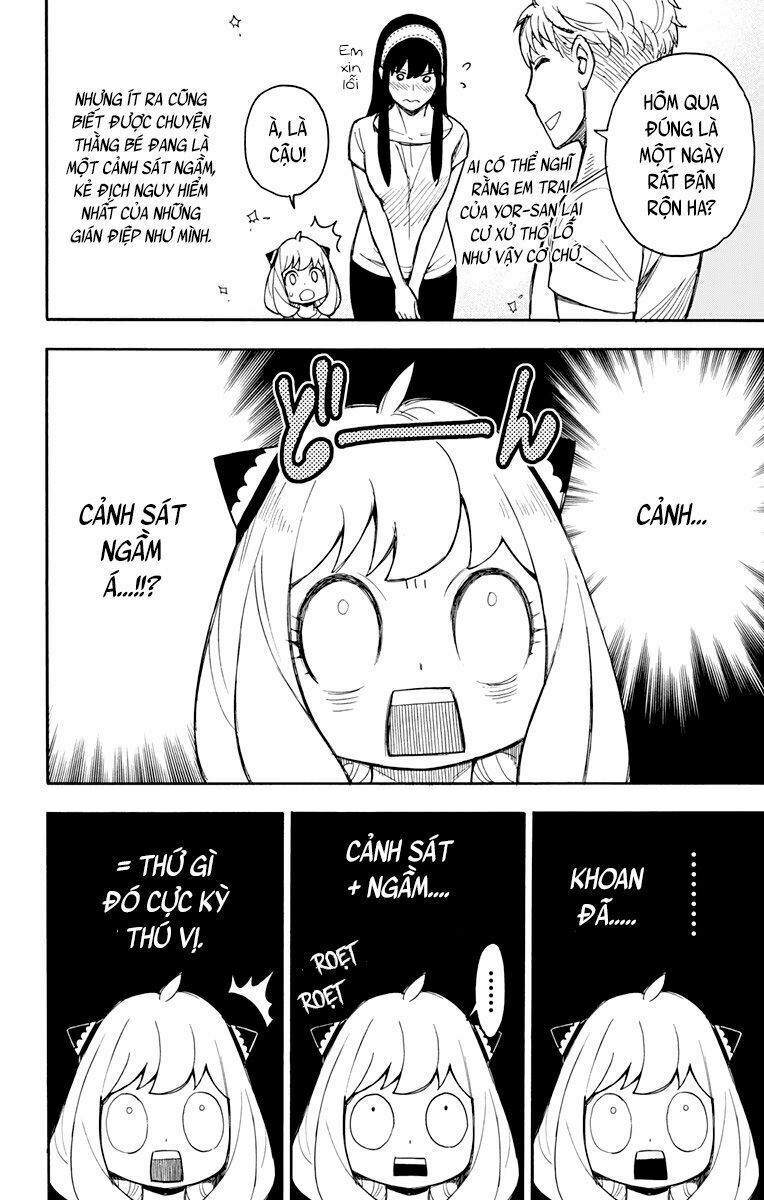 HÔM QUA
ĐÚNG LÀ
MỘT NGÀY
RẤT BẬN
RỘN HA?
AI CÓ THỂ NGHĨ
RẰNG EM TRAI
CỦA YOR-SAN LẠI
CƯ XỬ THÔ LỖ
NHƯ VẬY CƠ CHỨ.
Em
xin
lỗi
À, LÀ
CẬU!
NHƯNG ÍT RA CŨNG
BIẾT ĐƯỢC CHUYỆN
THẰNG BÉ ĐANG LÀ
MỘT CẢNH SÁT NGẦM,
KẺ ĐỊCH NGUY HIỂM
NHẤT CỦA NHỮNG
GIÁN ĐIỆP NHƯ MÌNH.
どーん
CẢNH...
CẢNH SÁT
NGẦM
Á...!!?
........
KHOAN
ĐÃ.....
CẢNH SÁT
+ NGẦM....
.....
ROẸT
ROẸT
= THỨ GÌ
ĐÓ CỰC KỲ
THÚ VỊ.